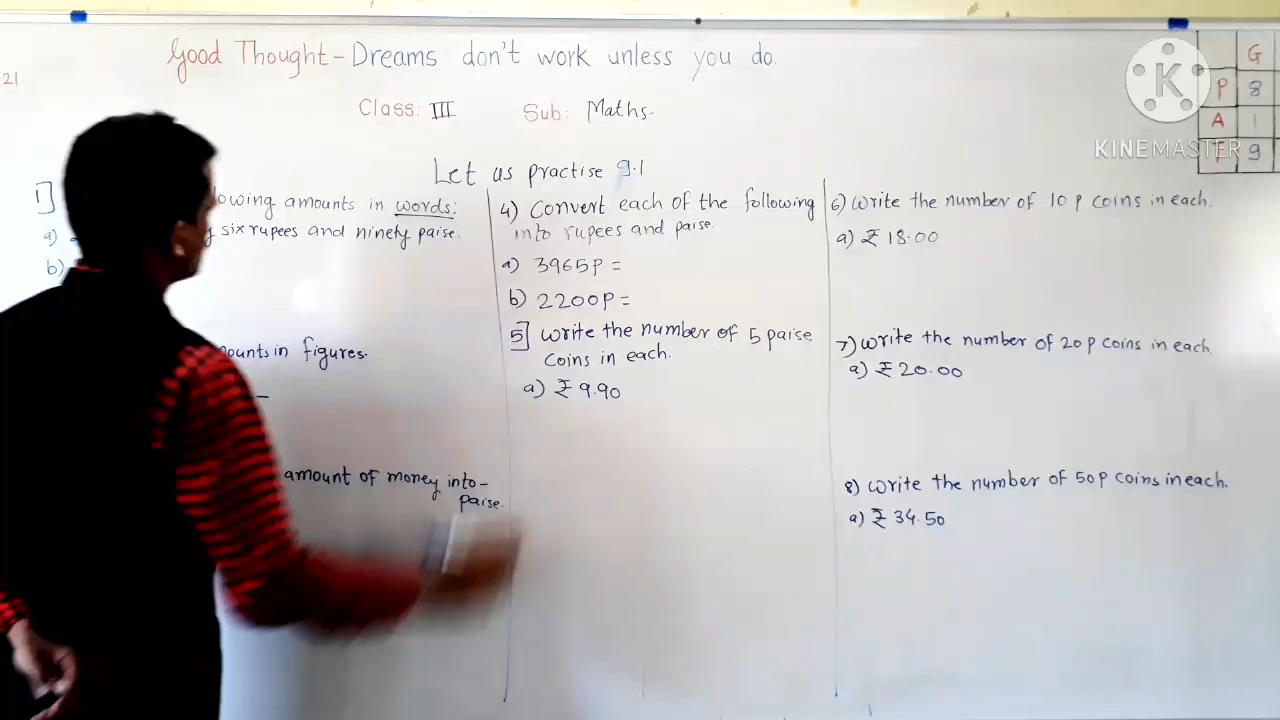 Good Thought - Dreams don't work unless you do.
21
Class: III Sub: Maths.
G
P 8
A 1
9
KINEMASTER
Let us practise 9.1
1]
amounts in words:
a) six rupees and ninety paise.
b)
in figures.
amount of money into-
paise.
4) Convert each of the following
into rupees and paise.
a) 3965P =
b) 2200P =
5] Write the number of 5 paise
coins in each.
a) ₹ 9.90
6) Write the number of 10 p coins in each.
a) ₹ 18.00
7) Write the number of 20 p coins in each.
a) ₹ 20.00
8) Write the number of 50 p coins in each.
a) ₹ 34.50